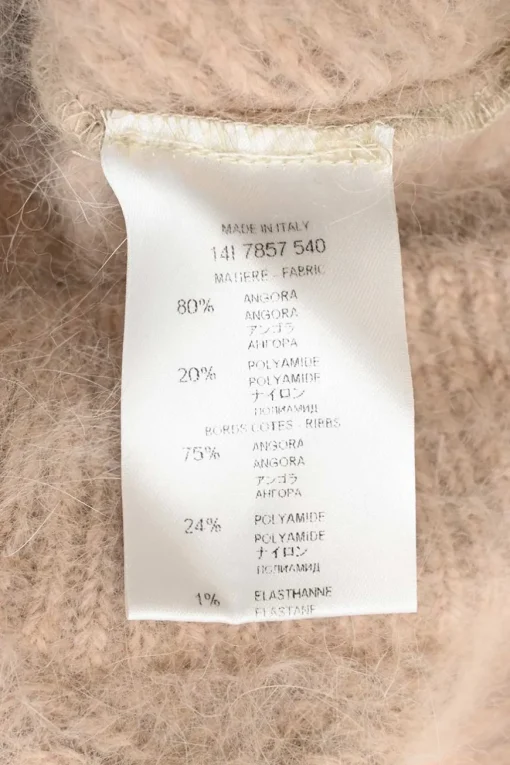 MADE IN ITALY
14I 7857 540
MATIERE - FABRIC
80% ANGORA
ANGORA
アンゴラ
АНГОРА
20% POLYAMIDE
POLYAMIDE
ナイロン
ПОЛИАМИД
BORDS COTES - RIBBS
75% ANGORA
ANGORA
アンゴラ
АНГОРА
24% POLYAMIDE
POLYAMIDE
ナイロン
ПОЛИАМИД
1% ELASTHANNE
ELASTANE